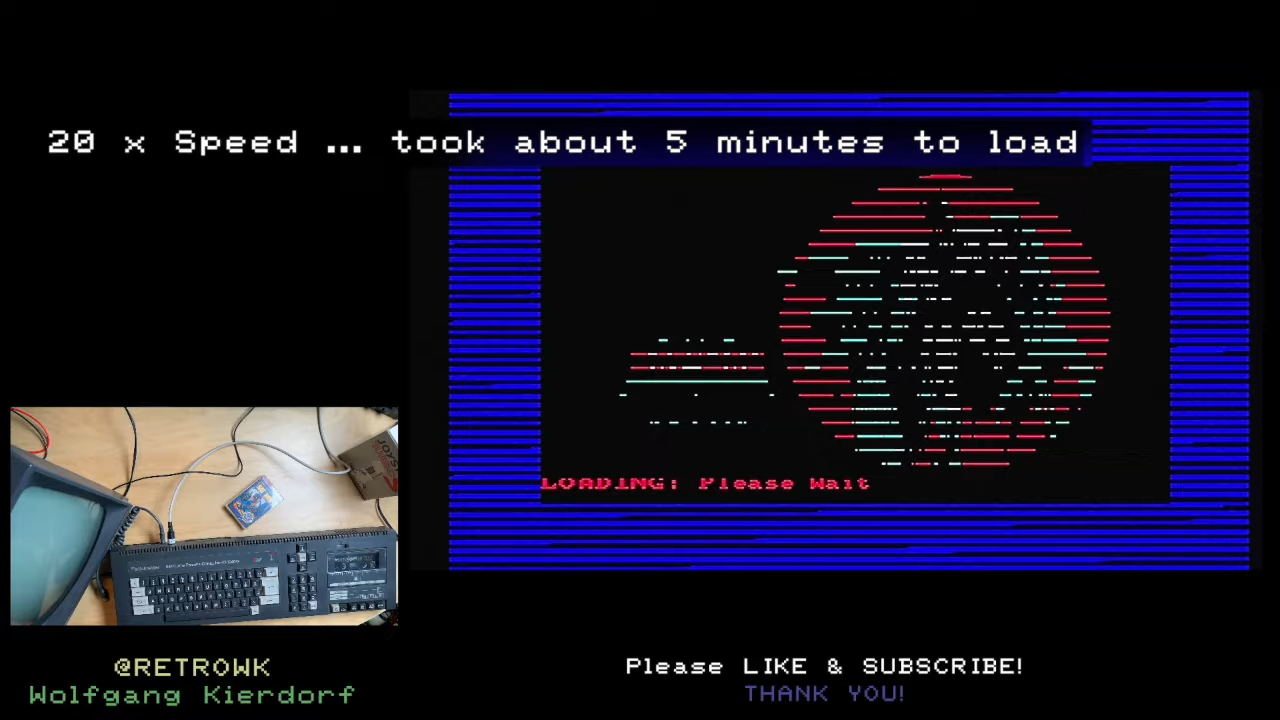 20 x Speed ... took about 5 minutes to load
LOADING: Please Wait
@RETROWK
Wolfgang Kierdorf
Please LIKE & SUBSCRIBE!
THANK YOU!